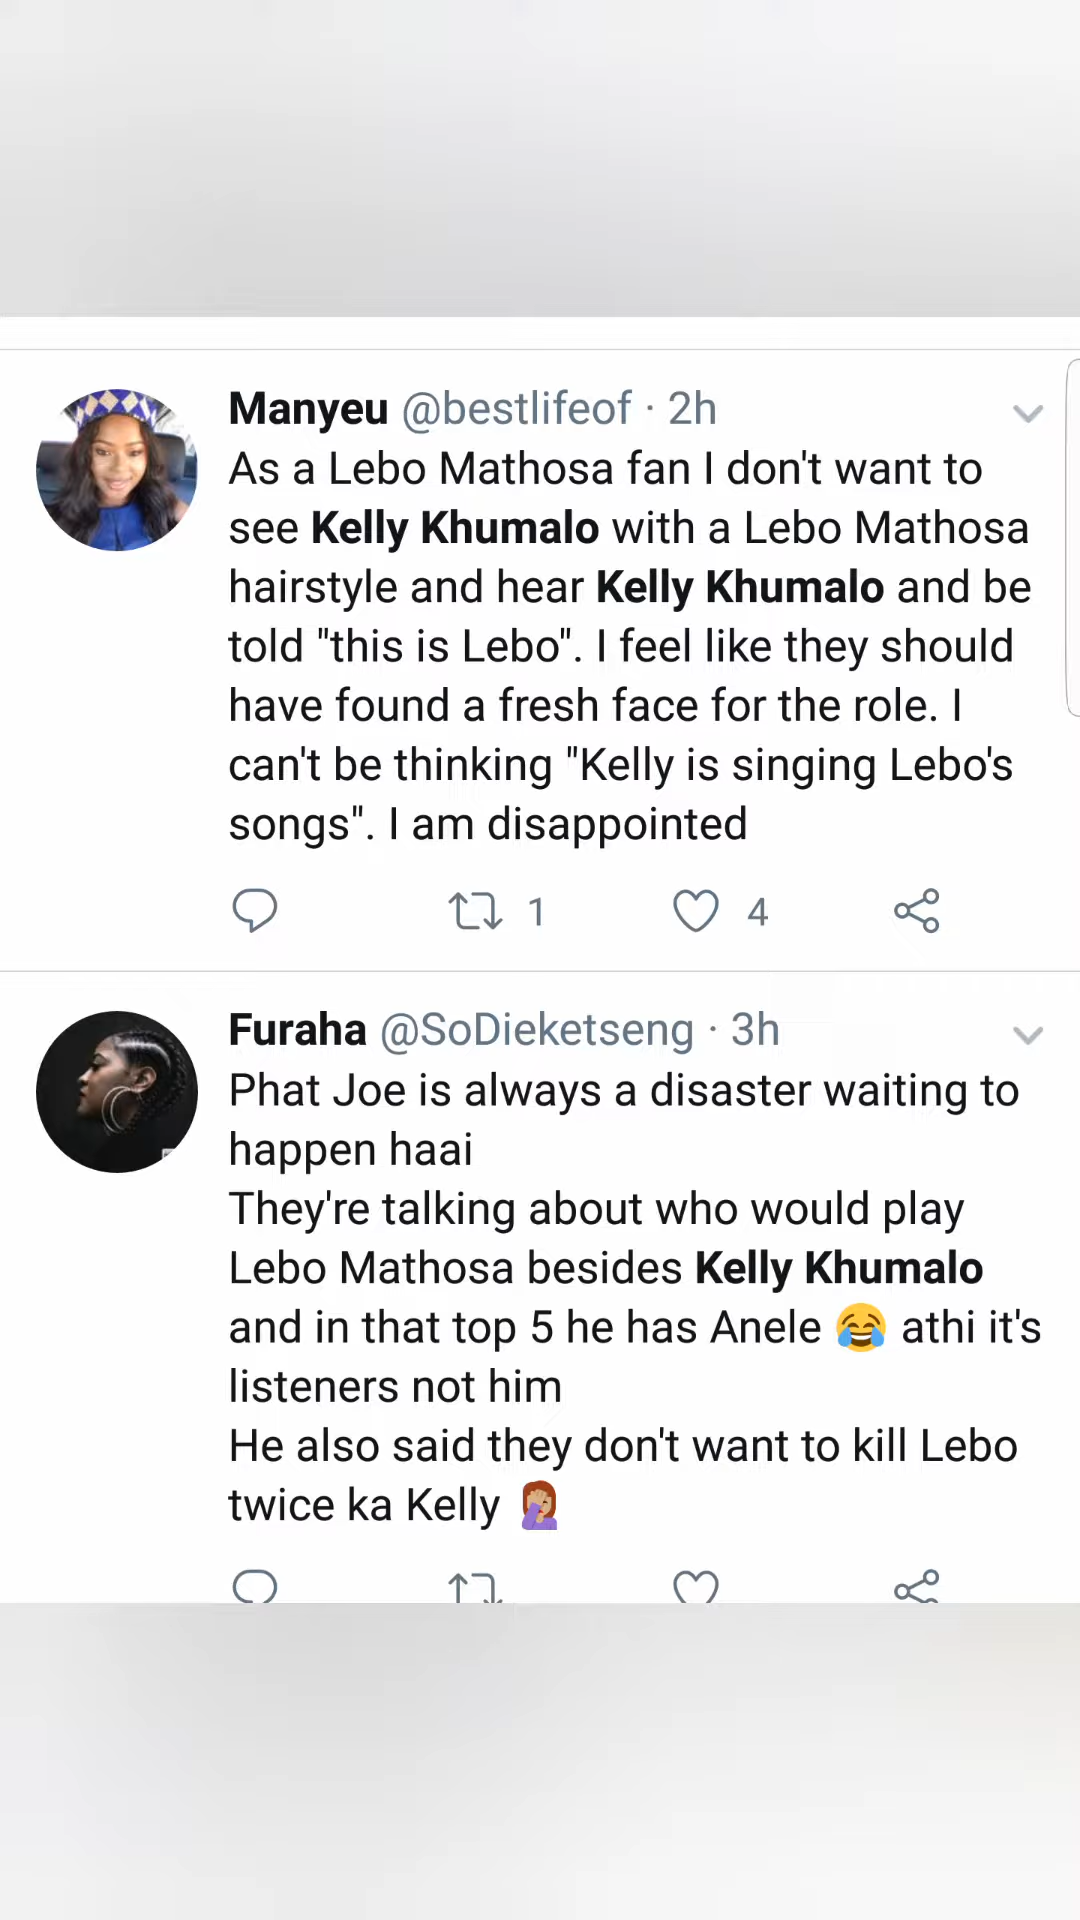 Manyeu @bestlifeof · 2h
As a Lebo Mathosa fan I don't want to
see Kelly Khumalo with a Lebo Mathosa
hairstyle and hear Kelly Khumalo and be
told "this is Lebo". I feel like they should
have found a fresh face for the role. I
can't be thinking "Kelly is singing Lebo's
songs". I am disappointed
1 4
Furaha @SoDieketseng · 3h
Phat Joe is always a disaster waiting to
happen haai
They're talking about who would play
Lebo Mathosa besides Kelly Khumalo
and in that top 5 he has Anele 😂 athi it's
listeners not him
He also said they don't want to kill Lebo
twice ka Kelly 🤦🏽‍♀️